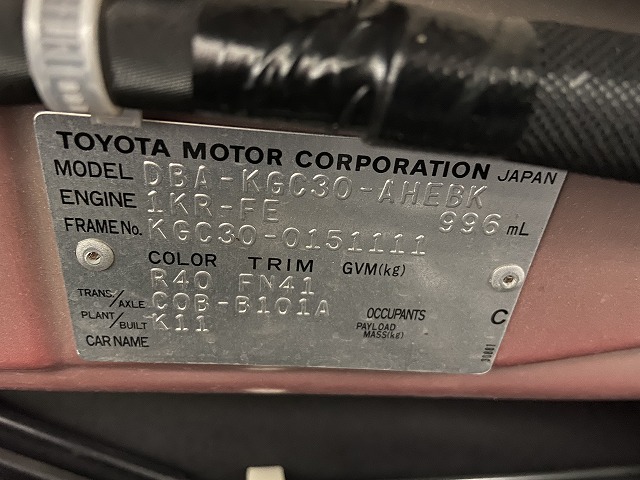 TOYOTA MOTOR CORPORATION JAPAN
MODEL DBA-KGC30-AHEBK
ENGINE 1KR-FE 996 mL
FRAME No. KGC30-0151111
COLOR TRIM GVM(kg)
R40 FN41
TRANS/AXLE C0B-B101A OCCUPANTS C
PLANT/BUILT K11 PAYLOAD MASS(kg)
CAR NAME